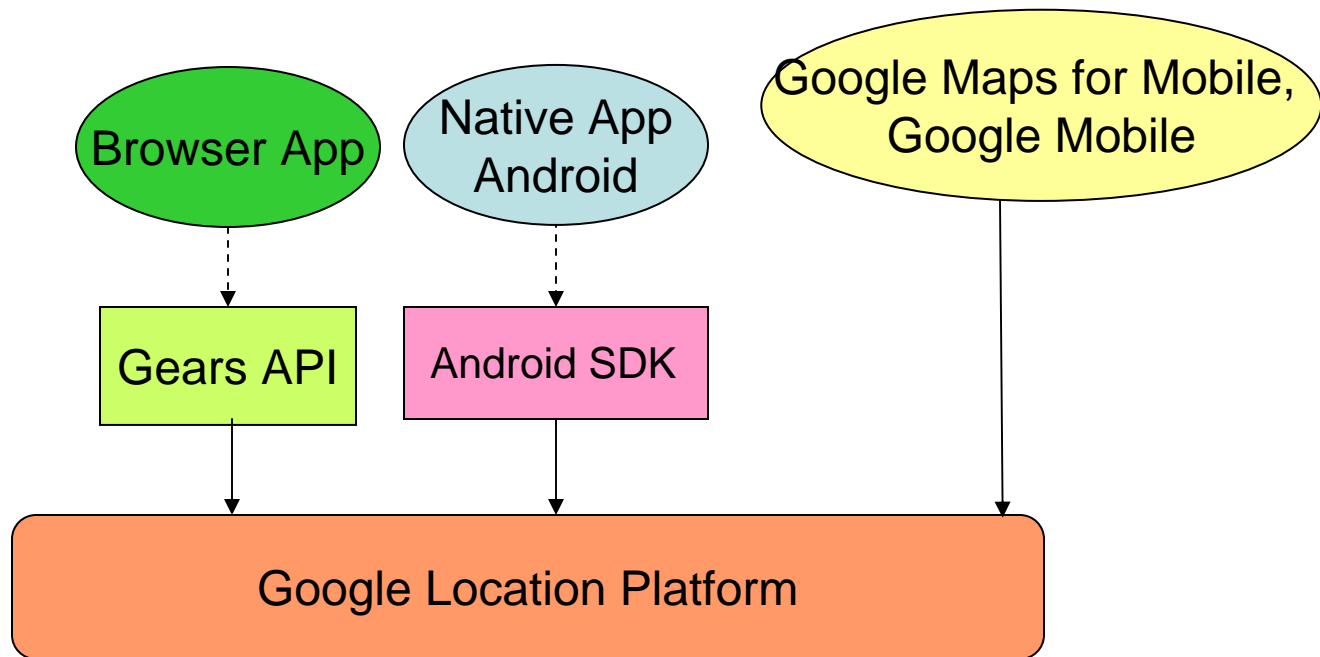 Browser App
Native App
Android
Google Maps for Mobile,
Google Mobile
Gears API
Android SDK
Google Location Platform